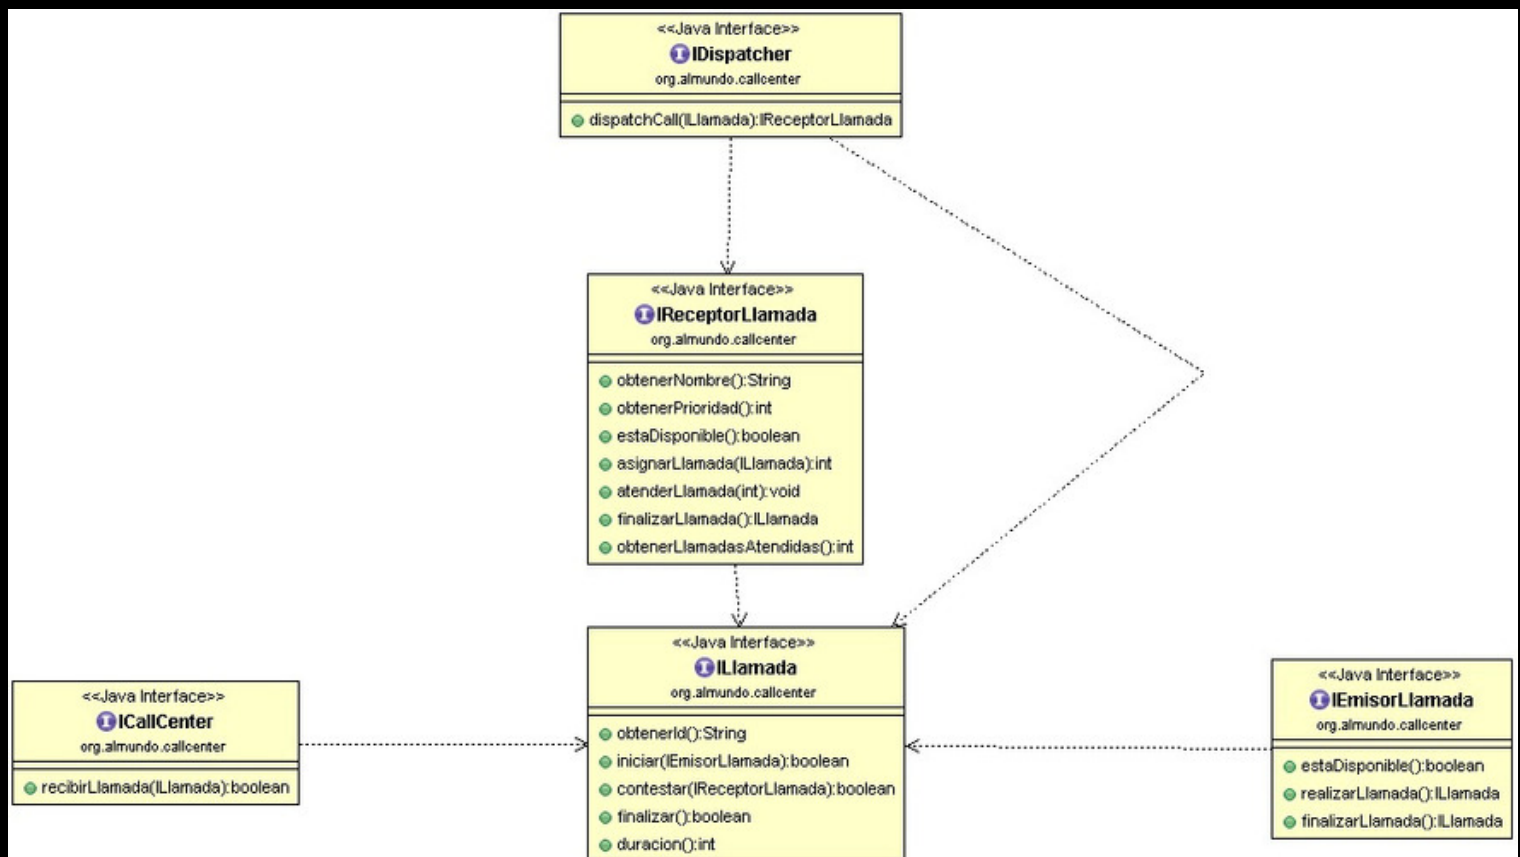 <<Java Interface>>
IDispatcher
org.almundo.callcenter
dispatchCall(ILlamada):IReceptorLlamada
<<Java Interface>>
IReceptorLlamada
org.almundo.callcenter
obtenerNombre():String
obtenerPrioridad():int
estaDisponible():boolean
asignarLlamada(ILlamada):int
atenderLlamada(int):void
finalizarLlamada():ILlamada
obtenerLlamadasAtendidas():int
<<Java Interface>>
ICallCenter
org.almundo.callcenter
recibirLlamada(ILlamada):boolean
<<Java Interface>>
ILlamada
org.almundo.callcenter
obtenerId():String
iniciar(IEmisorLlamada):boolean
contestar(IReceptorLlamada):boolean
finalizar():boolean
duracion():int
<<Java Interface>>
IEmisorLlamada
org.almundo.callcenter
estaDisponible():boolean
realizarLlamada():ILlamada
finalizarLlamada():ILlamada